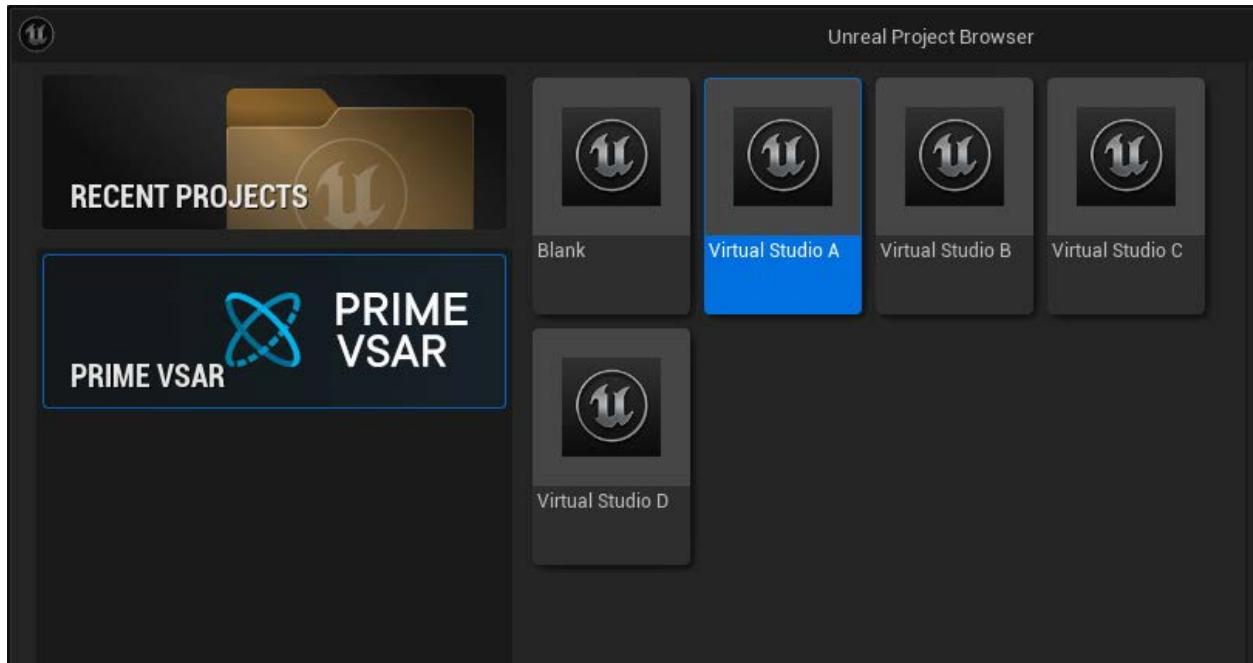 Unreal Project Browser
RECENT PROJECTS
PRIME
VSAR
PRIME VSAR
Blank
Virtual Studio A
Virtual Studio B
Virtual Studio C
Virtual Studio D